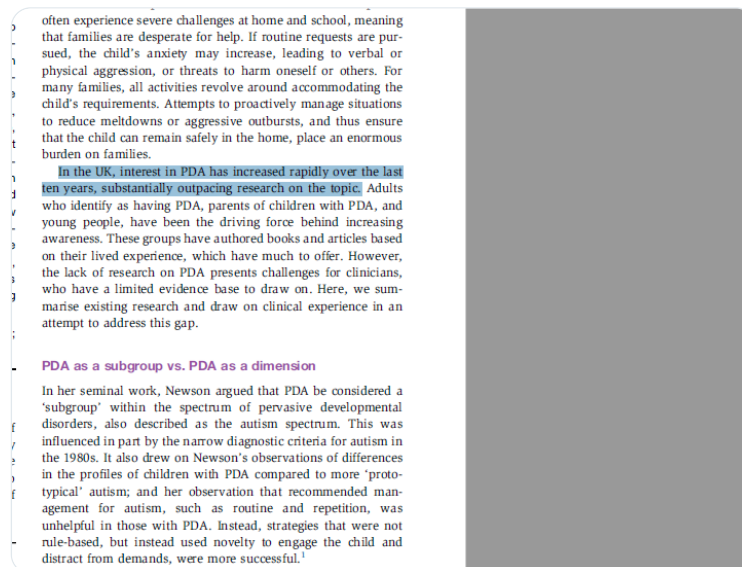 often experience severe challenges at home and school, meaning
that families are desperate for help. If routine requests are pur-
sued, the child's anxiety may increase, leading to verbal or
physical aggression, or threats to harm oneself or others. For
many families, all activities revolve around accommodating the
child's requirements. Attempts to proactively manage situations
to reduce meltdowns or aggressive outbursts, and thus ensure
that the child can remain safely in the home, place an enormous
burden on families.
In the UK, interest in PDA has increased rapidly over the last
ten years, substantially outpacing research on the topic. Adults
who identify as having PDA, parents of children with PDA, and
young people, have been the driving force behind increasing
awareness. These groups have authored books and articles based
on their lived experience, which have much to offer. However,
the lack of research on PDA presents challenges for clinicians,
who have a limited evidence base to draw on. Here, we sum-
marise existing research and draw on clinical experience in an
attempt to address this gap.
PDA as a subgroup vs. PDA as a dimension
In her seminal work, Newson argued that PDA be considered a
‘subgroup’ within the spectrum of pervasive developmental
disorders, also described as the autism spectrum. This was
influenced in part by the narrow diagnostic criteria for autism in
the 1980s. It also drew on Newson's observations of differences
in the profiles of children with PDA compared to more ‘proto-
typical’ autism; and her observation that recommended man-
agement for autism, such as routine and repetition, was
unhelpful in those with PDA. Instead, strategies that were not
rule-based, but instead used novelty to engage the child and
distract from demands, were more successful.¹